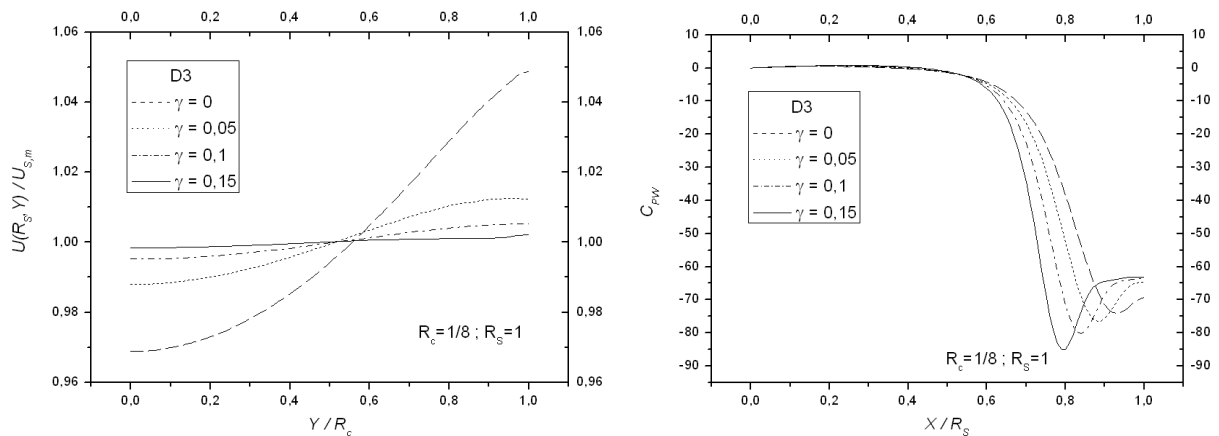 0,0 0,2 0,4 0,6 0,8 1,0
1,06 1,06
1,04 1,04
1,02 1,02
1,00 1,00
0,98 0,98
0,96 0,96
D3
γ = 0
γ = 0,05
γ = 0,1
γ = 0,15
U(R_S, Y) / U_{S,m}
R_c=1/8 ; R_S=1
0,0 0,2 0,4 0,6 0,8 1,0
Y / R_c
0,0 0,2 0,4 0,6 0,8 1,0
10 10
0 0
-10 -10
-20 -20
-30 -30
-40 -40
-50 -50
-60 -60
-70 -70
-80 -80
-90 -90
D3
γ = 0
γ = 0,05
γ = 0,1
γ = 0,15
C_{PW}
R_c=1/8 ; R_S=1
0,0 0,2 0,4 0,6 0,8 1,0
X / R_S